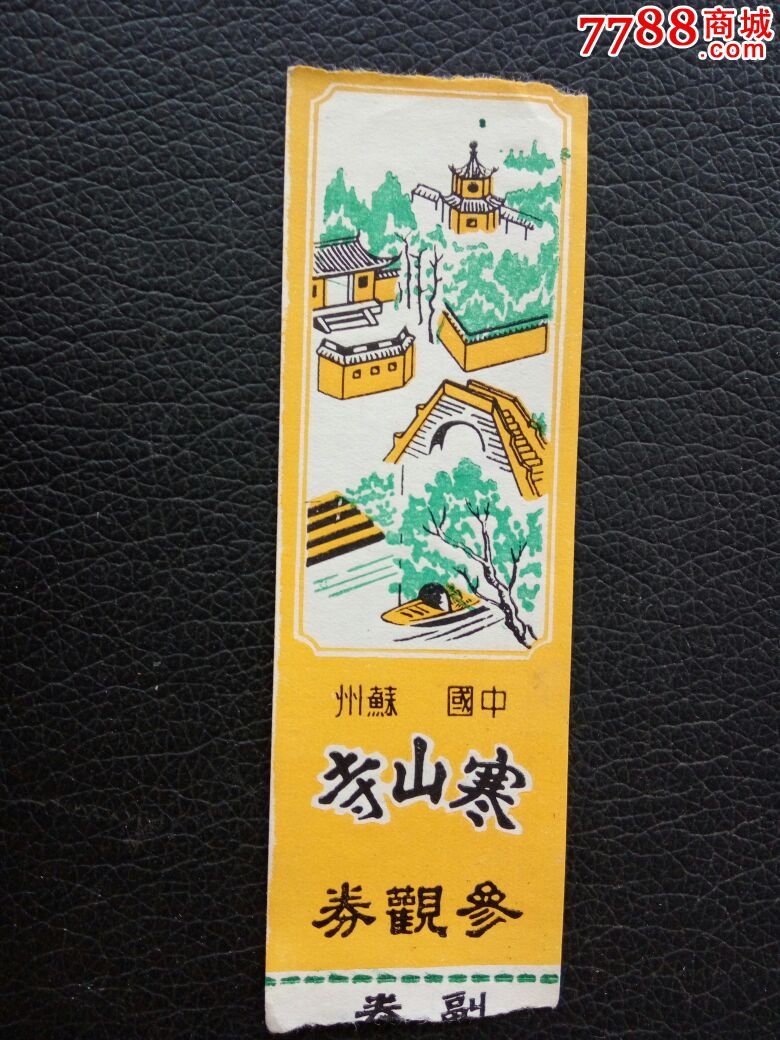 7788商城
.com
中國 蘇州
寒山寺
參觀券
副券